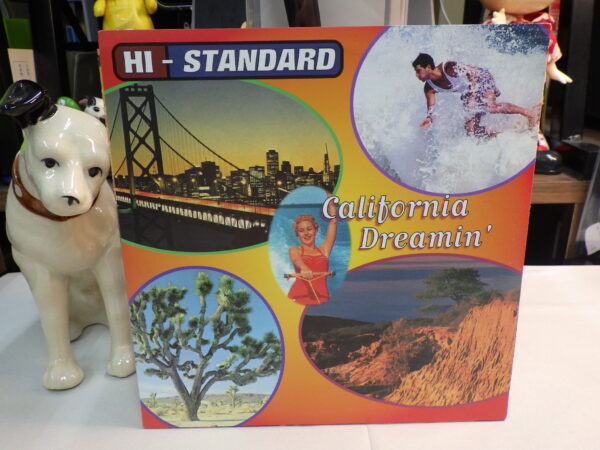 HI - STANDARD
California
Dreamin'